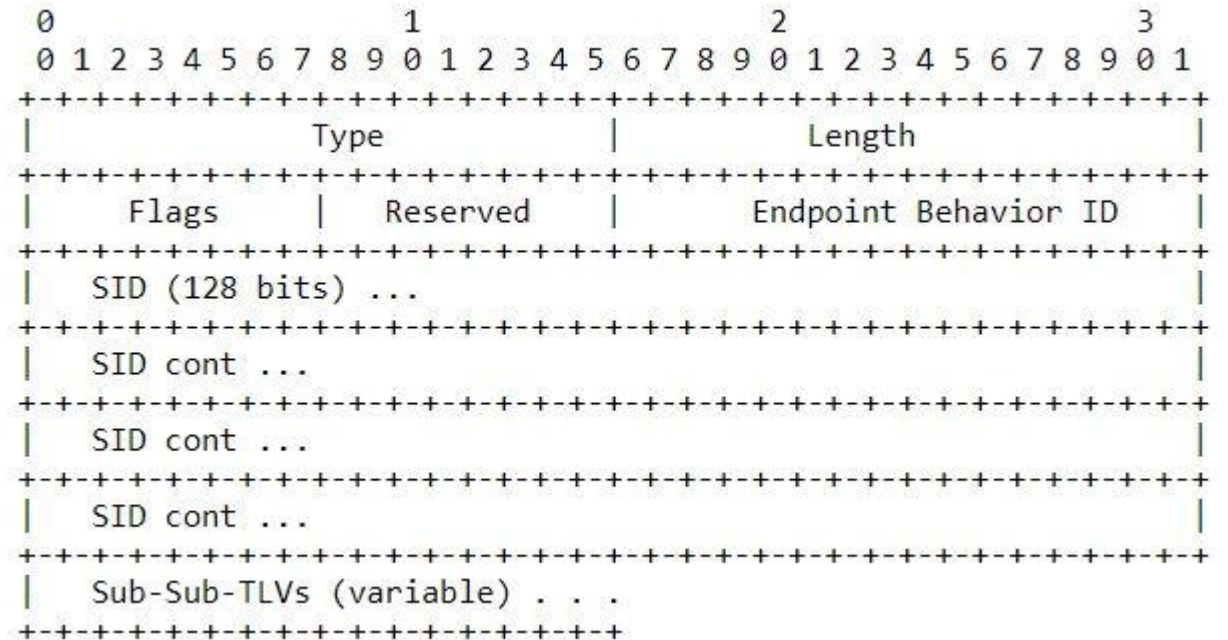 0                   1                   2                   3
0 1 2 3 4 5 6 7 8 9 0 1 2 3 4 5 6 7 8 9 0 1 2 3 4 5 6 7 8 9 0 1
+-+-+-+-+-+-+-+-+-+-+-+-+-+-+-+-+-+-+-+-+-+-+-+-+-+-+-+-+-+-+-+-+
|               Type            |          Length               |
+-+-+-+-+-+-+-+-+-+-+-+-+-+-+-+-+-+-+-+-+-+-+-+-+-+-+-+-+-+-+-+-+
|     Flags     |   Reserved    |       Endpoint Behavior ID    |
+-+-+-+-+-+-+-+-+-+-+-+-+-+-+-+-+-+-+-+-+-+-+-+-+-+-+-+-+-+-+-+-+
|   SID (128 bits) ...                                          |
+-+-+-+-+-+-+-+-+-+-+-+-+-+-+-+-+-+-+-+-+-+-+-+-+-+-+-+-+-+-+-+-+
|   SID cont ...                                                |
+-+-+-+-+-+-+-+-+-+-+-+-+-+-+-+-+-+-+-+-+-+-+-+-+-+-+-+-+-+-+-+-+
|   SID cont ...                                                |
+-+-+-+-+-+-+-+-+-+-+-+-+-+-+-+-+-+-+-+-+-+-+-+-+-+-+-+-+-+-+-+-+
|   SID cont ...                                                |
+-+-+-+-+-+-+-+-+-+-+-+-+-+-+-+-+-+-+-+-+-+-+-+-+-+-+-+-+-+-+-+-+
|   Sub-Sub-TLVs (variable) . . .
+-+-+-+-+-+-+-+-+-+-+-+-+-+-+-+-+